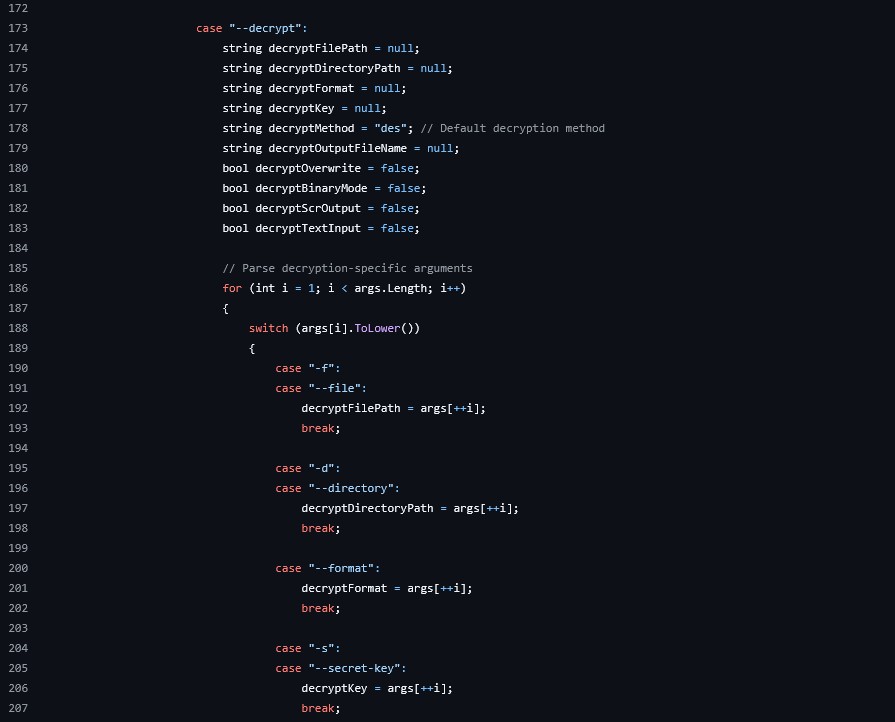 172
173                         case "--decrypt":
174                             string decryptFilePath = null;
175                             string decryptDirectoryPath = null;
176                             string decryptFormat = null;
177                             string decryptKey = null;
178                             string decryptMethod = "des"; // Default decryption method
179                             string decryptOutputFileName = null;
180                             bool decryptOverwrite = false;
181                             bool decryptBinaryMode = false;
182                             bool decryptScrOutput = false;
183                             bool decryptTextInput = false;
184
185                             // Parse decryption-specific arguments
186                             for (int i = 1; i < args.Length; i++)
187                             {
188                                 switch (args[i].ToLower())
189                                 {
190                                     case "-f":
191                                     case "--file":
192                                         decryptFilePath = args[++i];
193                                         break;
194
195                                     case "-d":
196                                     case "--directory":
197                                         decryptDirectoryPath = args[++i];
198                                         break;
199
200                                     case "--format":
201                                         decryptFormat = args[++i];
202                                         break;
203
204                                     case "-s":
205                                     case "--secret-key":
206                                         decryptKey = args[++i];
207                                         break;